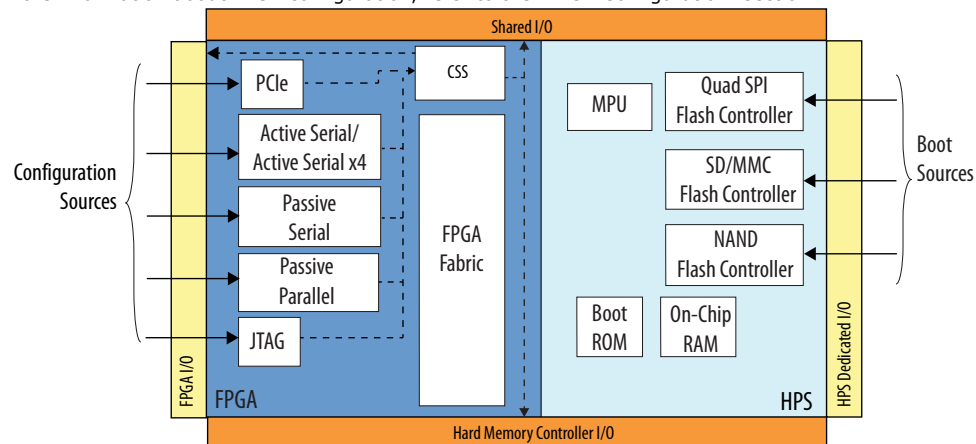 Shared I/O
Configuration
Sources
FPGA I/O
PCIe
Active Serial/
Active Serial x4
Passive
Serial
Passive
Parallel
JTAG
CSS
FPGA
Fabric
FPGA
MPU
Quad SPI
Flash Controller
SD/MMC
Flash Controller
NAND
Flash Controller
Boot
ROM
On-Chip
RAM
HPS
HPS Dedicated I/O
Boot
Sources
Hard Memory Controller I/O